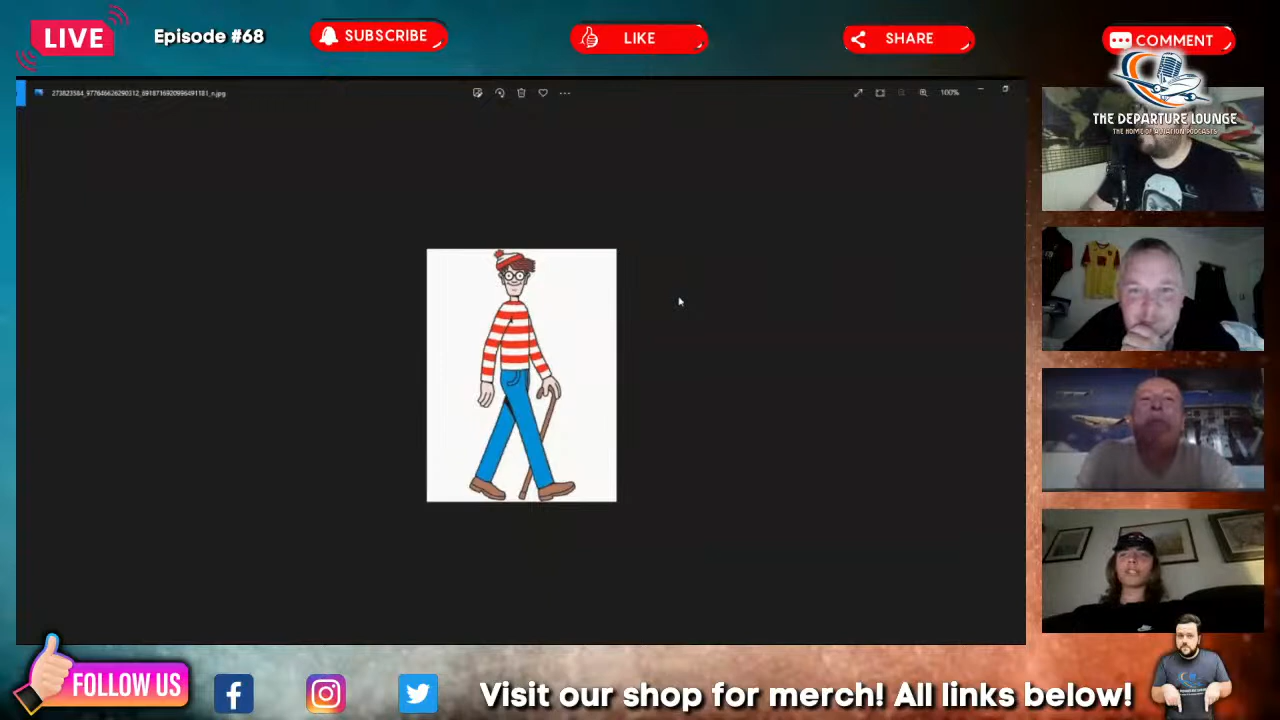 LIVE
Episode #68
SUBSCRIBE
LIKE
SHARE
COMMENT
THE DEPARTURE LOUNGE
THE HOME OF AVIATION PODCASTS
100%
FOLLOW US
Visit our shop for merch! All links below!